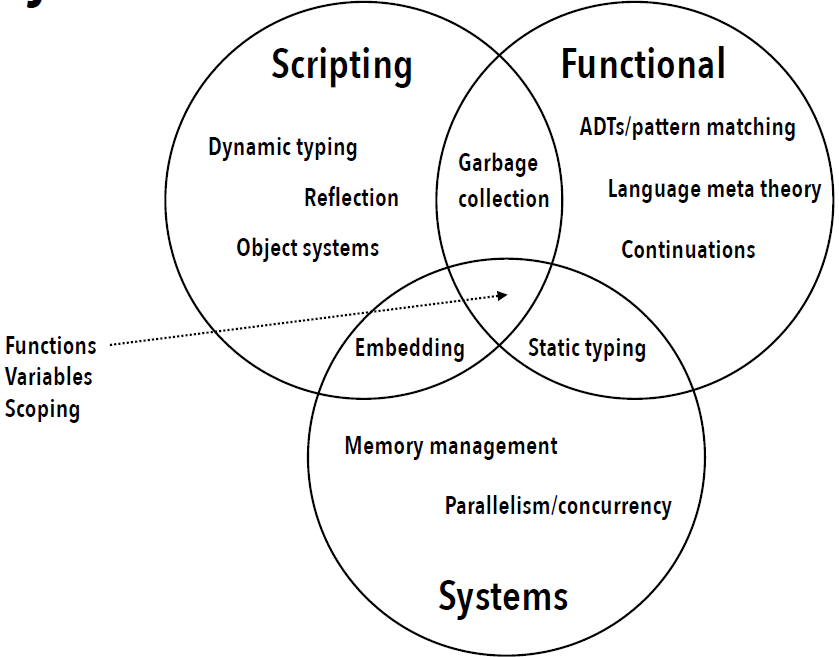 Scripting
Functional
Dynamic typing
Reflection
Object systems
Garbage
collection
ADTs/pattern matching
Language meta theory
Continuations
Functions
Variables
Scoping
Embedding
Static typing
Memory management
Parallelism/concurrency
Systems